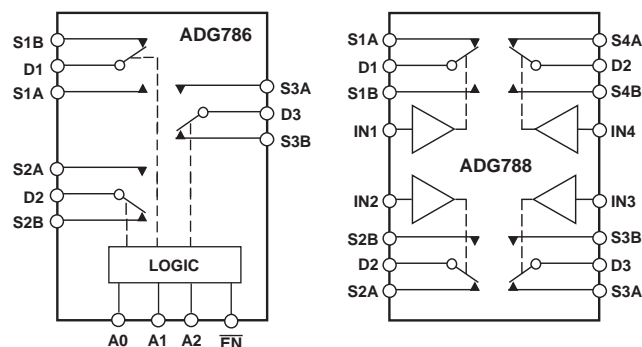 ADG786
S1B
D1
S1A
S3A
D3
S3B
S2A
D2
S2B
LOGIC
A0 A1 A2 EN
ADG788
S1A
D1
S1B
IN1
S4A
D2
S4B
IN4
IN2
S2B
D2
S2A
IN3
S3B
D3
S3A